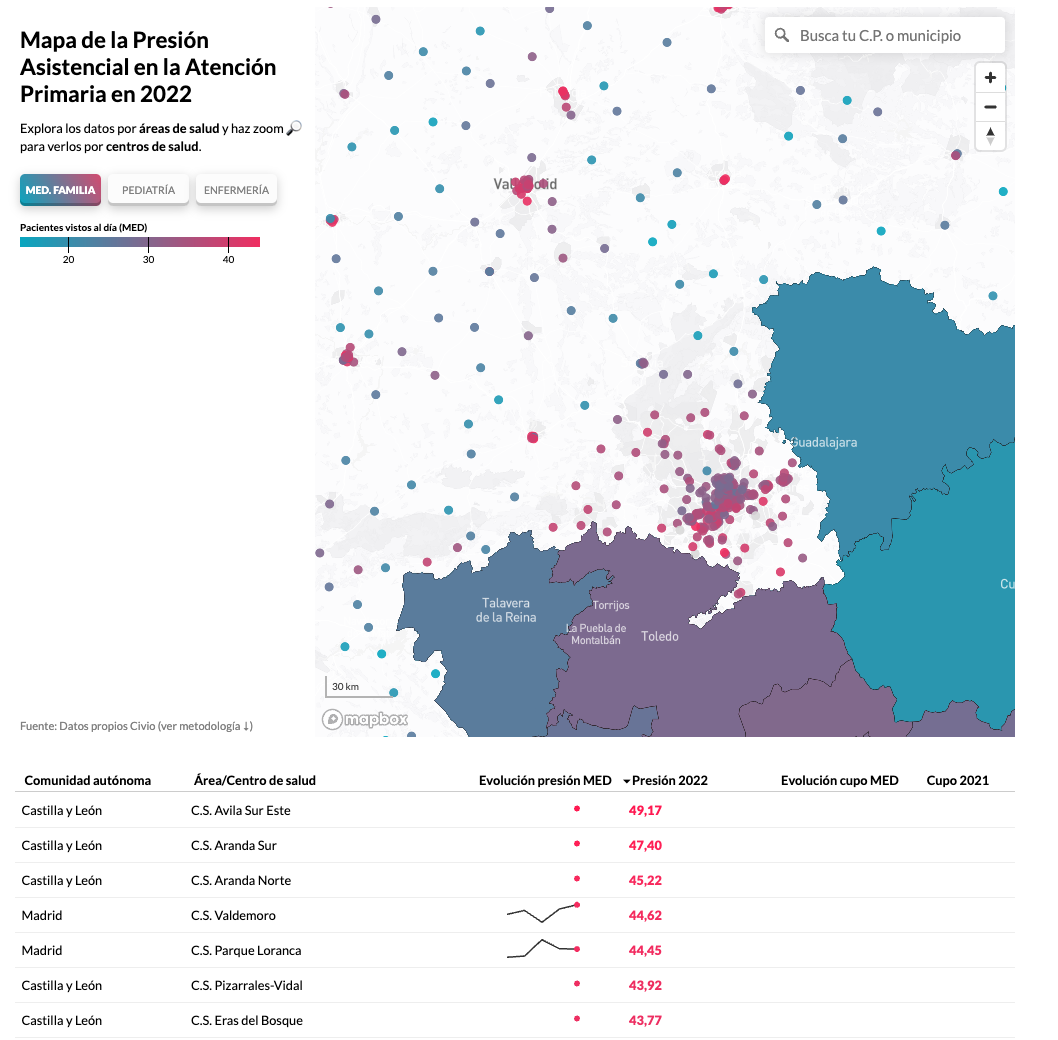 Mapa de la Presión
Asistencial en la Atención
Primaria en 2022
Explora los datos por áreas de salud y haz zoom 🔎
para verlos por centros de salud.
MED. FAMILIA PEDIATRÍA ENFERMERÍA
Pacientes vistos al día (MED)
20 30 40
Busca tu C.P. o municipio
Valladolid
Guadalajara
Cu
Talavera
de la Reina
Torrijos
La Puebla de
Montalbán
Toledo
30 km
mapbox
Fuente: Datos propios Civio (ver metodología ↓)
Comunidad autónoma Área/Centro de salud Evolución presión MED Presión 2022 Evolución cupo MED Cupo 2021
Castilla y León C.S. Avila Sur Este 49,17
Castilla y León C.S. Aranda Sur 47,40
Castilla y León C.S. Aranda Norte 45,22
Madrid C.S. Valdemoro 44,62
Madrid C.S. Parque Loranca 44,45
Castilla y León C.S. Pizarrales-Vidal 43,92
Castilla y León C.S. Eras del Bosque 43,77